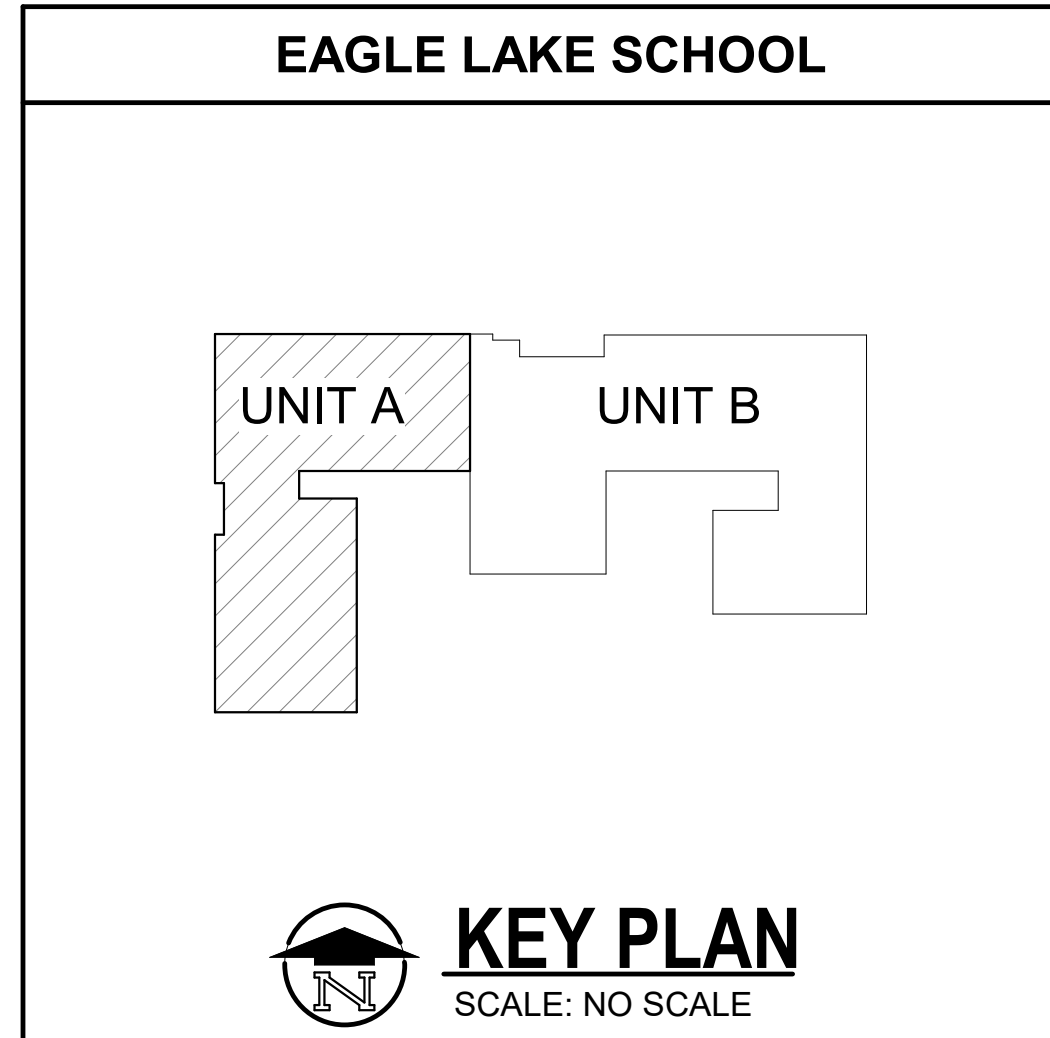 EAGLE LAKE SCHOOL
UNIT A
UNIT B
N
KEY PLAN
SCALE: NO SCALE